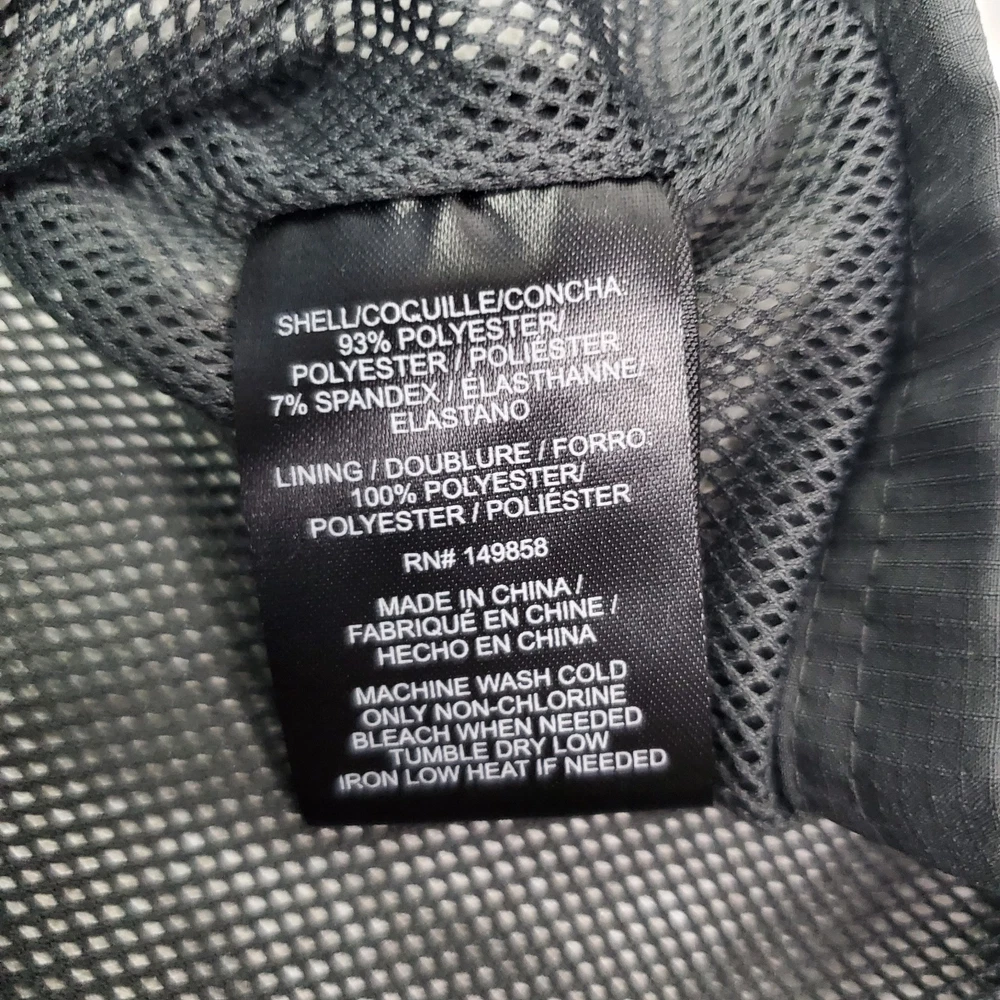 SHELL/COQUILLE/CONCHA:
93% POLYESTER/
POLYESTER / POLIÉSTER
7% SPANDEX / ÉLASTHANNE/
ELASTANO
LINING / DOUBLURE / FORRO:
100% POLYESTER/
POLYESTER / POLIÉSTER
RN# 149858
MADE IN CHINA /
FABRIQUÉ EN CHINE /
HECHO EN CHINA
MACHINE WASH COLD
ONLY NON-CHLORINE
BLEACH WHEN NEEDED
TUMBLE DRY LOW
IRON LOW HEAT IF NEEDED